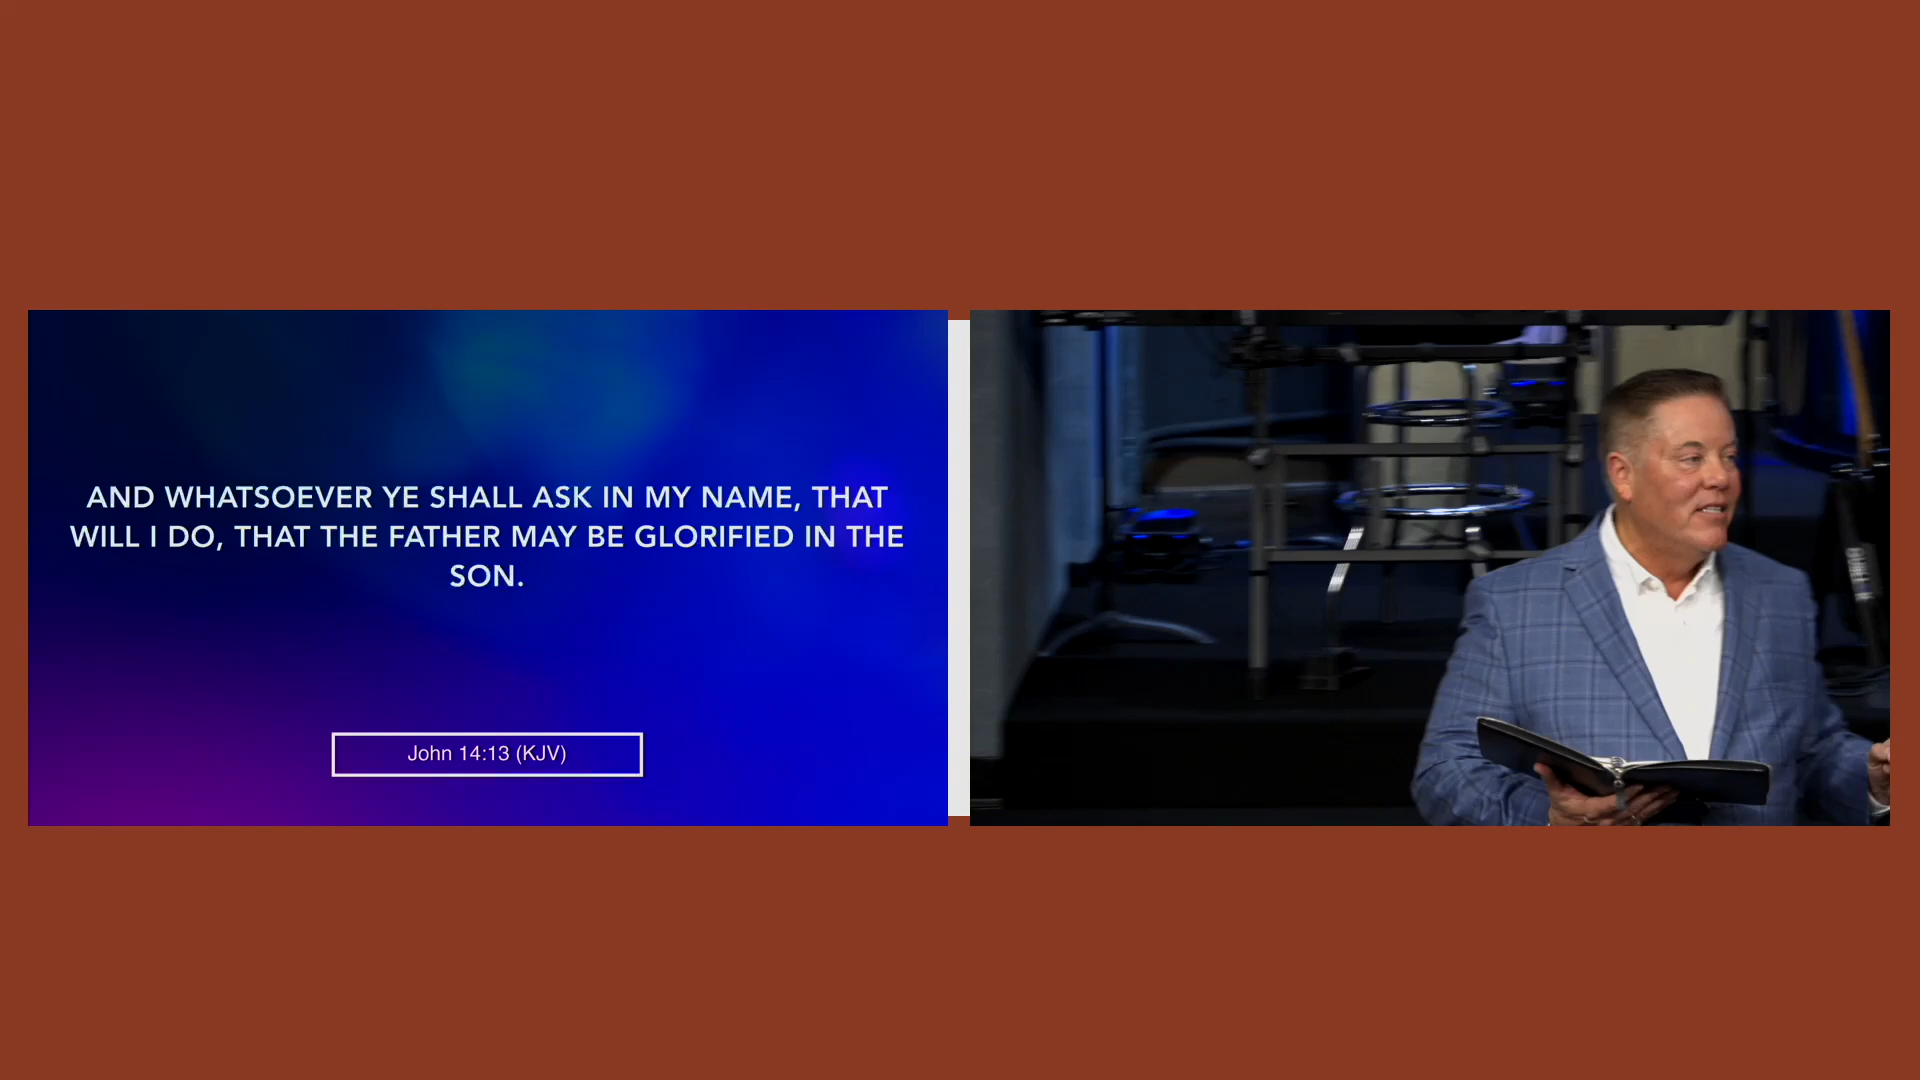 AND WHATSOEVER YE SHALL ASK IN MY NAME, THAT
WILL I DO, THAT THE FATHER MAY BE GLORIFIED IN THE
SON.
John 14:13 (KJV)